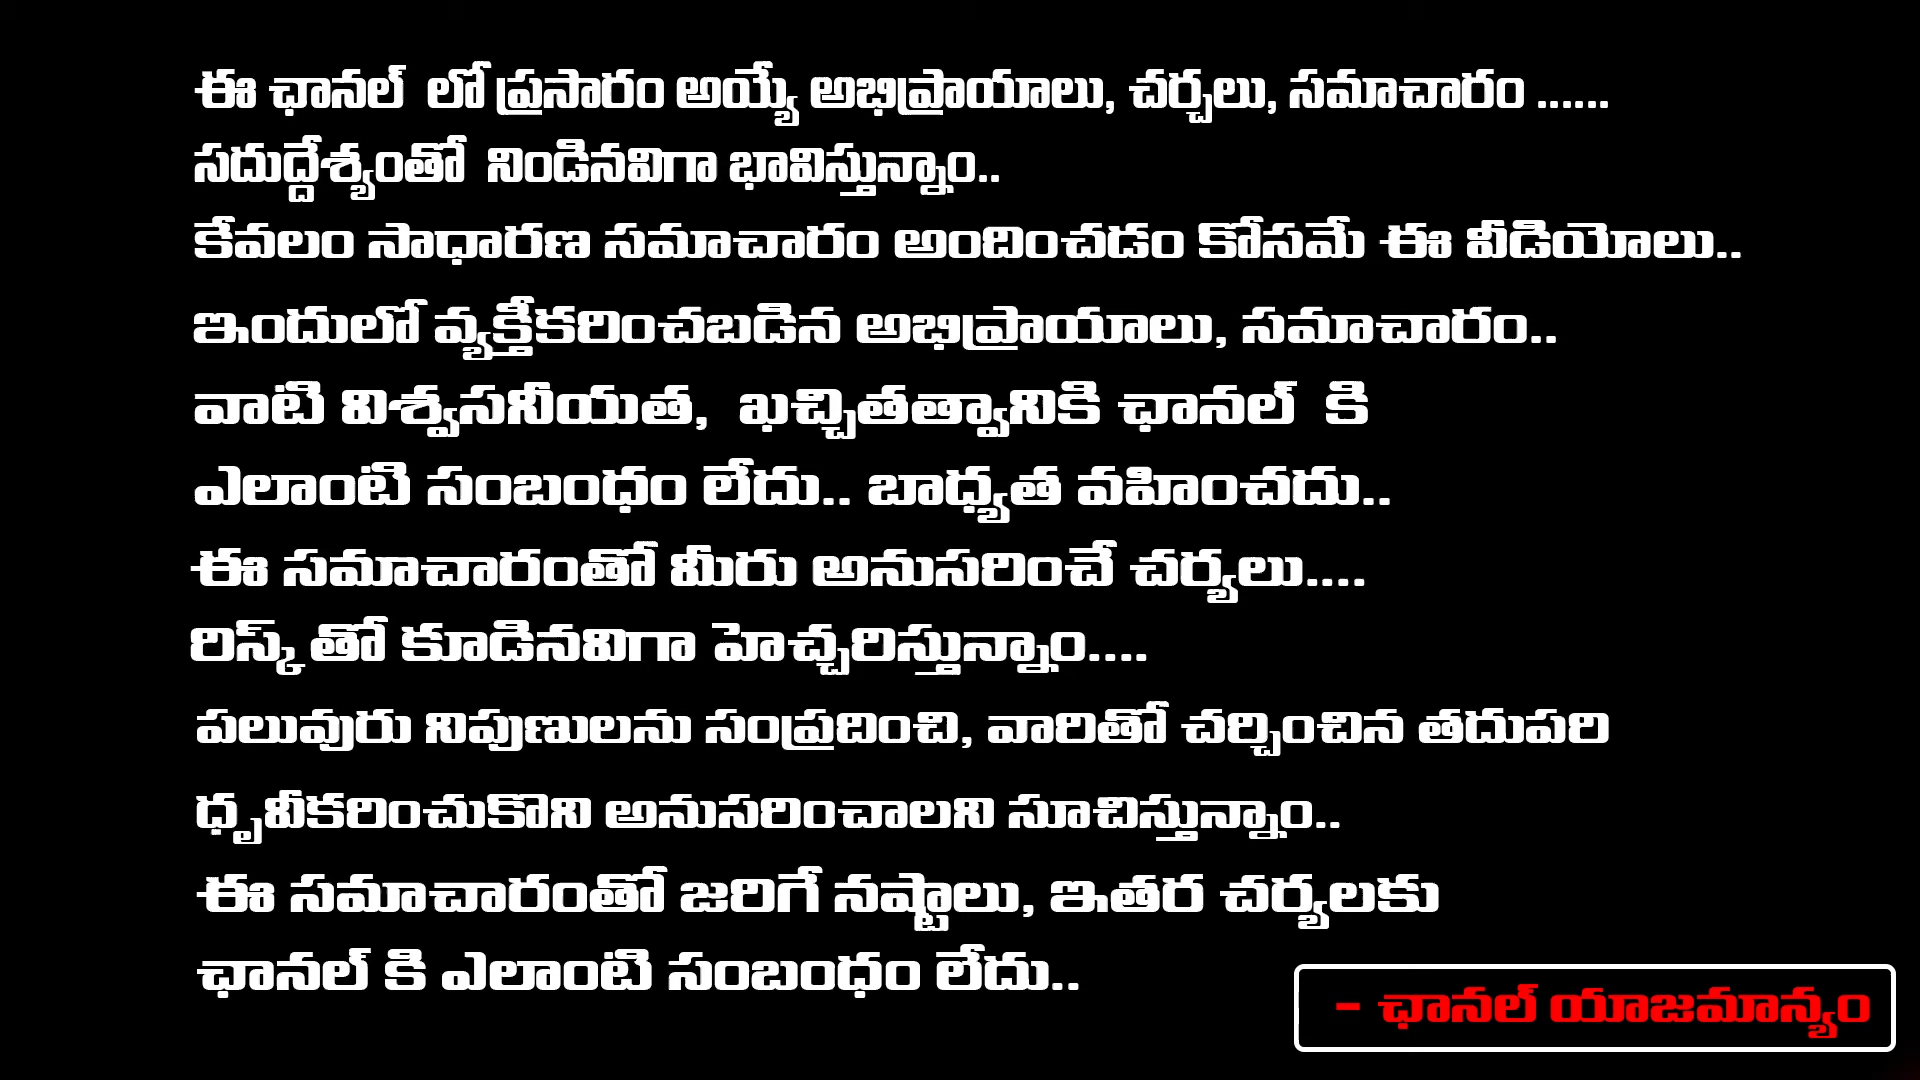 ఈ ఛానల్ లో ప్రసారం అయ్యే అభిప్రాయాలు, చర్చలు, సమాచారం ......
సదుద్దేశ్యంతో నిండినవిగా భావిస్తున్నాం..
కేవలం సాధారణ సమాచారం అందించడం కోసమే ఈ వీడియోలు..
ఇందులో వ్యక్తీకరించబడిన అభిప్రాయాలు, సమాచారం..
వాటి విశ్వసనీయత, ఖచ్చితత్వానికి ఛానల్ కి
ఎలాంటి సంబంధం లేదు.. బాధ్యత వహించదు..
ఈ సమాచారంతో మీరు అనుసరించే చర్యలు....
రిస్క్ తో కూడినవిగా హెచ్చరిస్తున్నాం....
పలువురు నిపుణులను సంప్రదించి, వారితో చర్చించిన తదుపరి
ధృవీకరించుకొని అనుసరించాలని సూచిస్తున్నాం..
ఈ సమాచారంతో జరిగే నష్టాలు, ఇతర చర్యలకు
ఛానల్ కి ఎలాంటి సంబంధం లేదు..
- ఛానల్ యాజమాన్యం